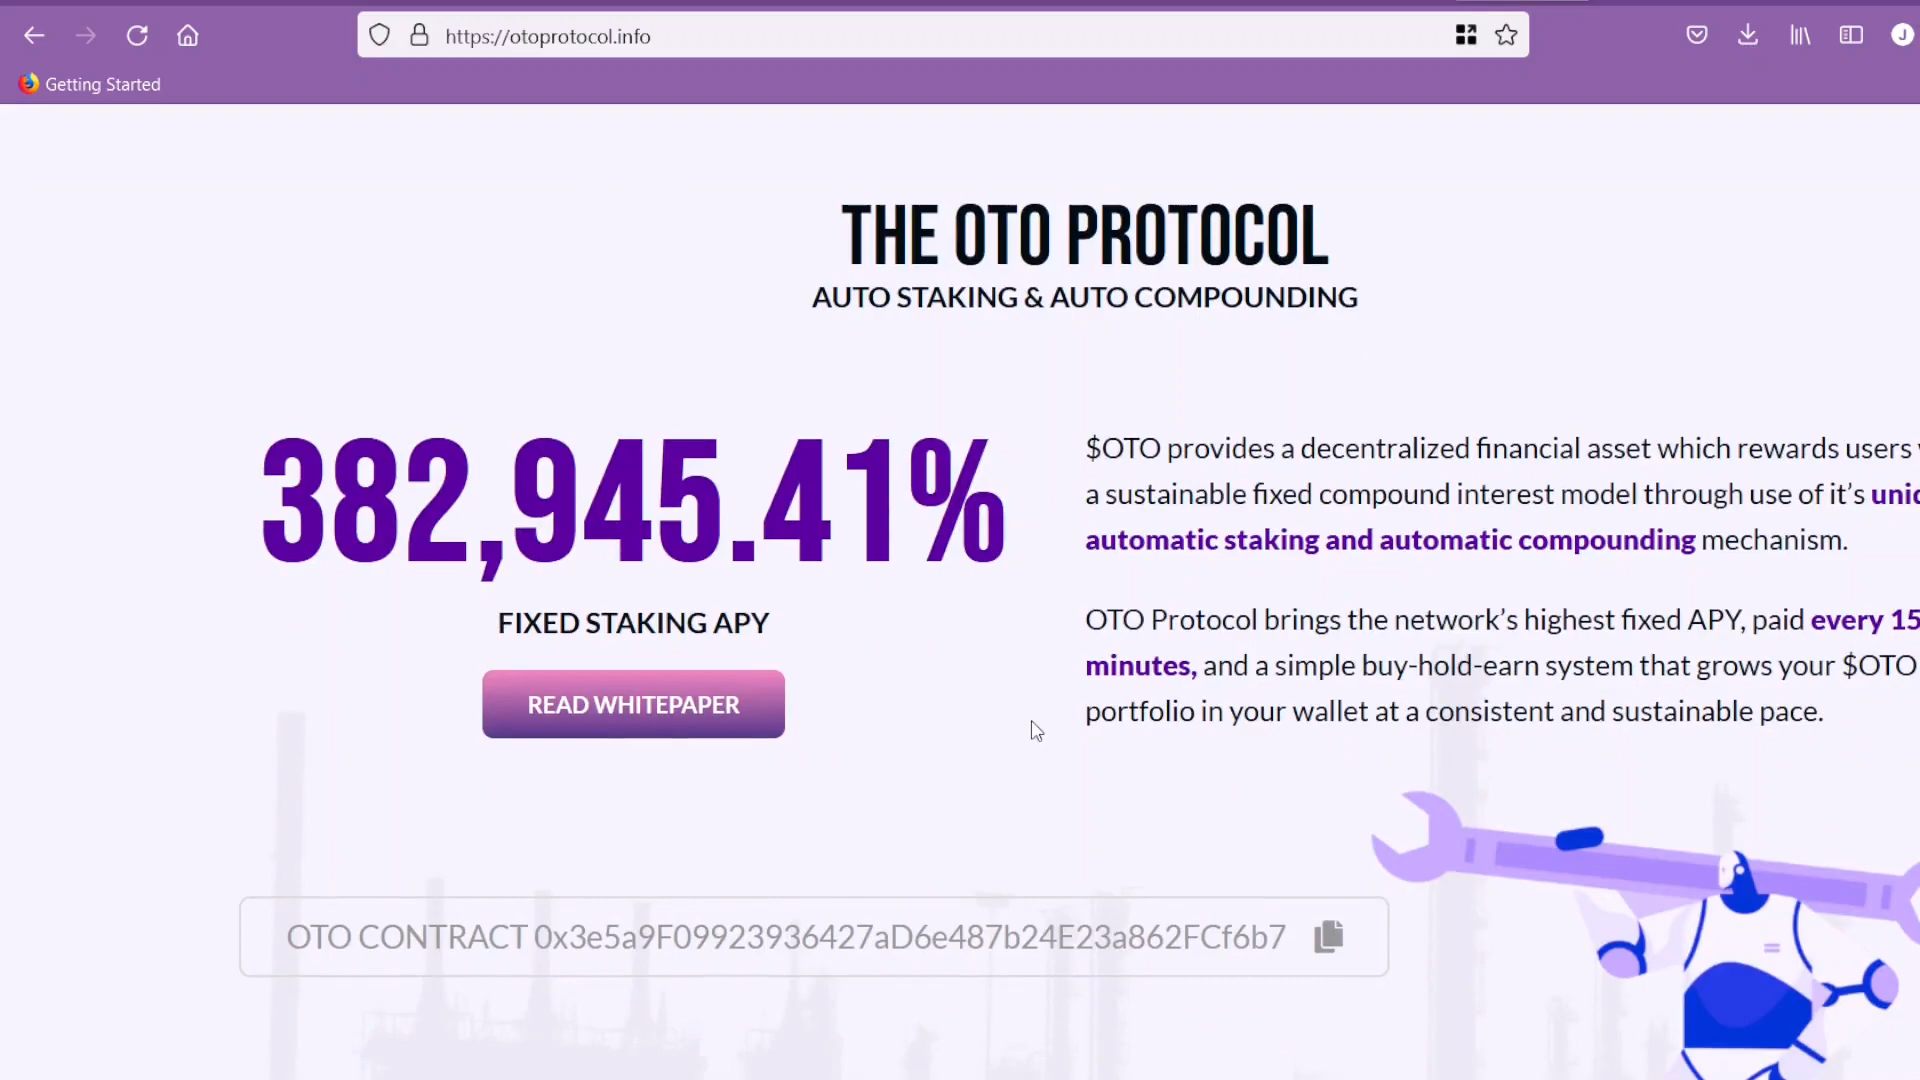 https://otoprotocol.info
J
Getting Started
THE OTO PROTOCOL
AUTO STAKING & AUTO COMPOUNDING
382,945.41%
FIXED STAKING APY
READ WHITEPAPER
$OTO provides a decentralized financial asset which rewards users
a sustainable fixed compound interest model through use of it’s
automatic staking and automatic compounding mechanism.
OTO Protocol brings the network’s highest fixed APY, paid every 15
minutes, and a simple buy-hold-earn system that grows your $OTO
portfolio in your wallet at a consistent and sustainable pace.
OTO CONTRACT 0x3e5a9F09923936427aD6e487b24E23a862FCf6b7